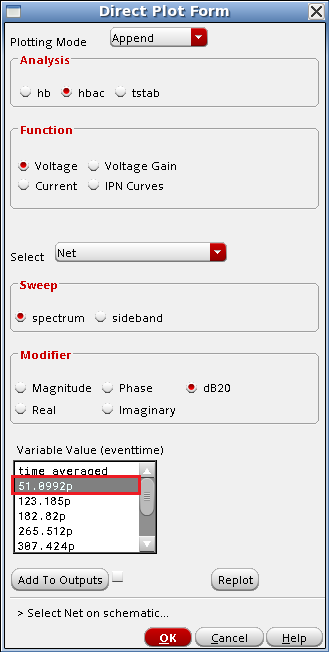 Direct Plot Form
Plotting Mode Append
Analysis
hb hbac tstab
Function
Voltage Voltage Gain
Current IPN Curves
Select Net
Sweep
spectrum sideband
Modifier
Magnitude Phase dB20
Real Imaginary
Variable Value (eventtime)
time averaged
51.0992p
123.185p
182.82p
265.512p
307.424p
Add To Outputs Replot
> Select Net on schematic...
OK Cancel Help